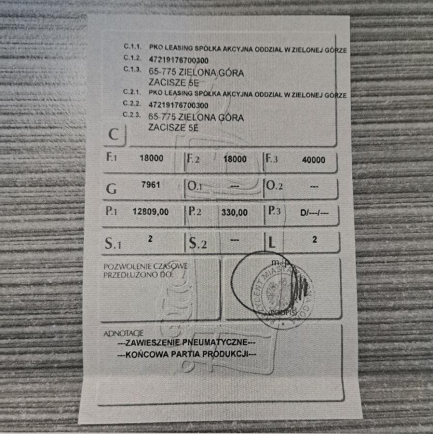 C.1.1. PKO LEASING SPÓŁKA AKCYJNA ODDZIAŁ W ZIELONEJ GÓRZE
C.1.2. 47219176700300
C.1.3. 65-775 ZIELONA GÓRA
ZACISZE 5E
C.2.1. PKO LEASING SPÓŁKA AKCYJNA ODDZIAŁ W ZIELONEJ GÓRZE
C.2.2. 47219176700300
C.2.3. 65-775 ZIELONA GÓRA
ZACISZE 5E
C
F.1 18000 F.2 18000 F.3 40000
G 7961 O.1 --- O.2 ---
P.1 12809,00 P.2 330,00 P.3 D/---/---
S.1 2 S.2 --- L 2
POZWOLENIE CZASOWE
PRZEDŁUŻONO DO:
ADNOTACJE
---ZAWIESZENIE PNEUMATYCZNE---
---KOŃCOWA PARTIA PRODUKCJI---